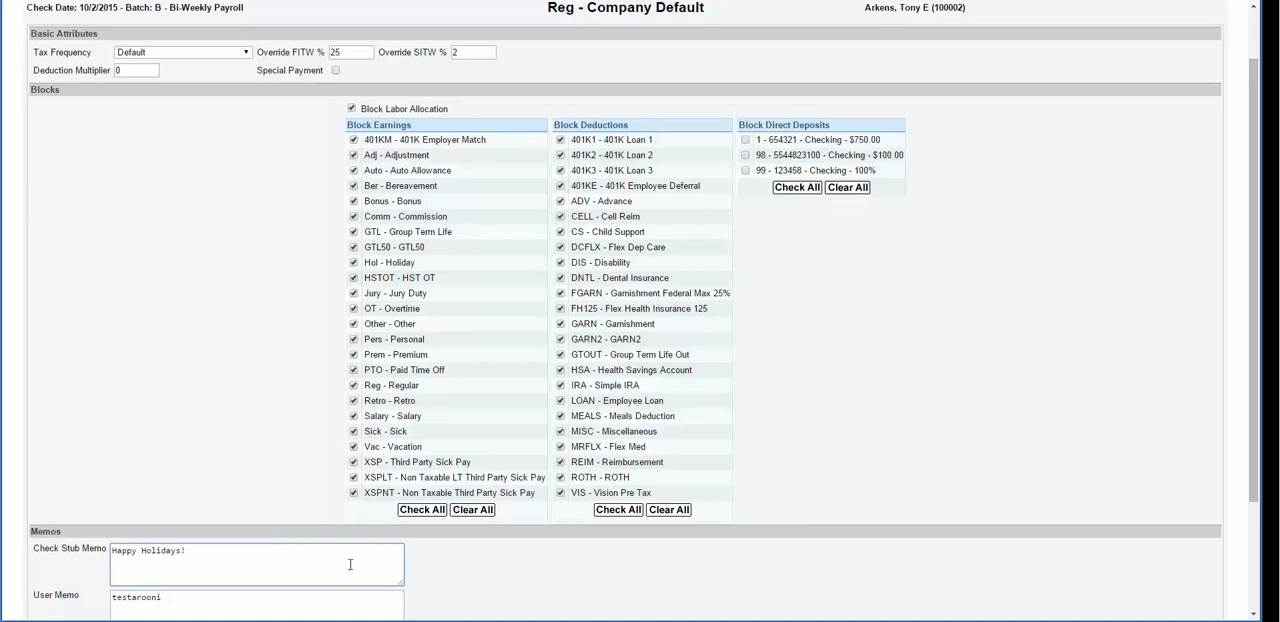 Check Date: 10/2/2015 - Batch: B - Bi-Weekly Payroll
Reg - Company Default
Arkens, Tony E (100002)
Basic Attributes
Tax Frequency Default Override FITW % 25 Override SITW % 2
Deduction Multiplier 0 Special Payment
Blocks
Block Labor Allocation
Block Earnings
401KM - 401K Employer Match
Adj - Adjustment
Auto - Auto Allowance
Ber - Bereavement
Bonus - Bonus
Comm - Commission
GTL - Group Term Life
GTL50 - GTL50
Hol - Holiday
HSTOT - HST OT
Jury - Jury Duty
OT - Overtime
Other - Other
Pers - Personal
Prem - Premium
PTO - Paid Time Off
Reg - Regular
Retro - Retro
Salary - Salary
Sick - Sick
Vac - Vacation
XSP - Third Party Sick Pay
XSPLT - Non Taxable LT Third Party Sick Pay
XSPNT - Non Taxable Third Party Sick Pay
Check All Clear All
Block Deductions
401K1 - 401K Loan 1
401K2 - 401K Loan 2
401K3 - 401K Loan 3
401KE - 401K Employee Deferral
ADV - Advance
CELL - Cell Reim
CS - Child Support
DCFLX - Flex Dep Care
DIS - Disability
DNTL - Dental Insurance
FGARN - Garnishment Federal Max 25%
FH125 - Flex Health Insurance 125
GARN - Garnishment
GARN2 - GARN2
GTOUT - Group Term Life Out
HSA - Health Savings Account
IRA - Simple IRA
LOAN - Employee Loan
MEALS - Meals Deduction
MISC - Miscellaneous
MRFLX - Flex Med
REIM - Reimbursement
ROTH - ROTH
VIS - Vision Pre Tax
Check All Clear All
Block Direct Deposits
1 - 654321 - Checking - $750.00
98 - 5544823100 - Checking - $100.00
99 - 123458 - Checking - 100%
Check All Clear All
Memos
Check Stub Memo Happy Holidays!
User Memo testarooni